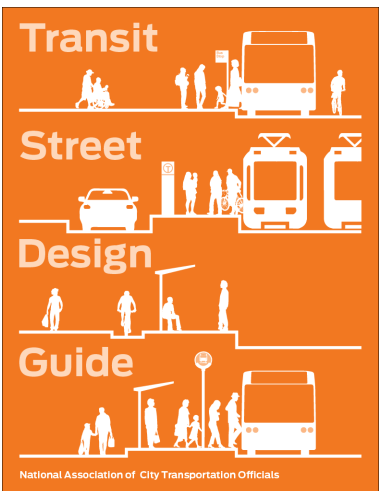 Transit
Street
T
Design
Guide
National Association of City Transportation Officials